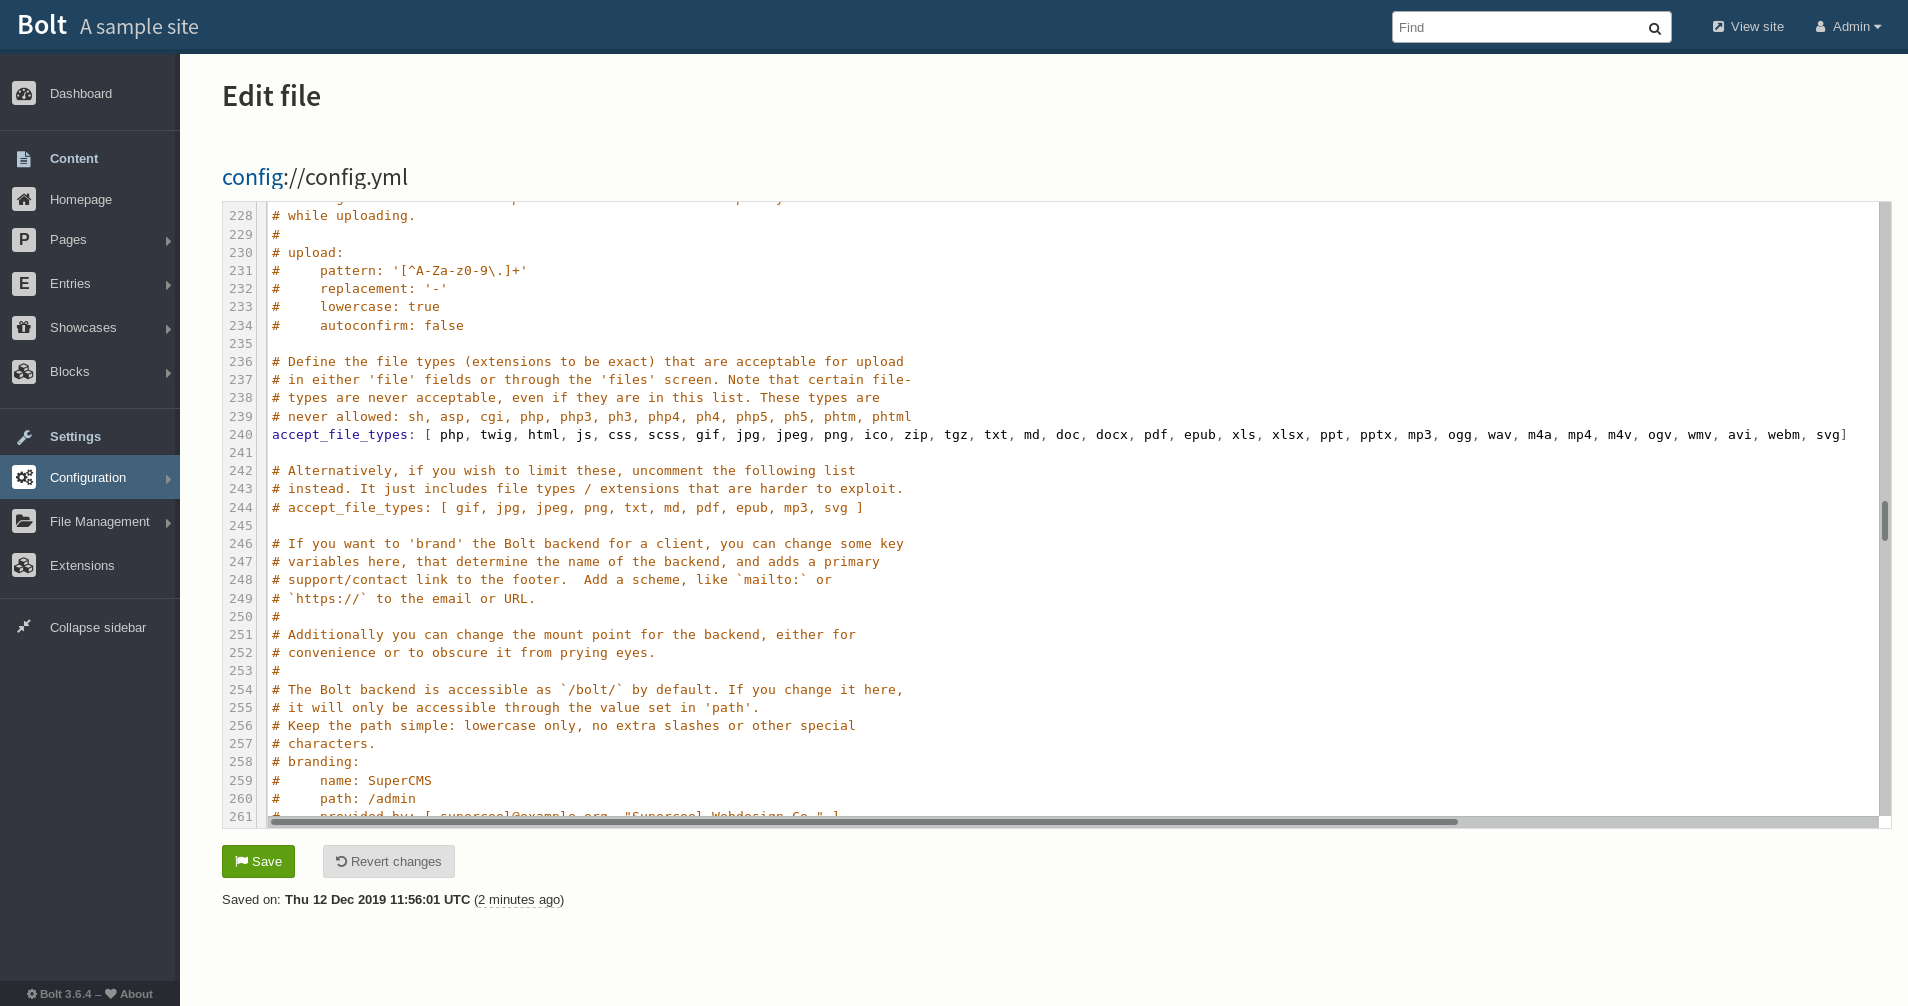 Bolt A sample site
Find
View site
Admin
Dashboard
Content
Homepage
P Pages
E Entries
Showcases
Blocks
Settings
Configuration
File Management
Extensions
Collapse sidebar
Bolt 3.6.4 – About
Edit file
config://config.yml
228 # while uploading.
229 #
230 # upload:
231 #     pattern: '[^A-Za-z0-9\.]+'
232 #     replacement: '-'
233 #     lowercase: true
234 #     autoconfirm: false
235
236 # Define the file types (extensions to be exact) that are acceptable for upload
237 # in either 'file' fields or through the 'files' screen. Note that certain file-
238 # types are never acceptable, even if they are in this list. These types are
239 # never allowed: sh, asp, cgi, php, php3, ph3, php4, ph4, php5, ph5, phtm, phtml
240 accept_file_types: [ php, twig, html, js, css, scss, gif, jpg, jpeg, png, ico, zip, tgz, txt, md, doc, docx, pdf, epub, xls, xlsx, ppt, pptx, mp3, ogg, wav, m4a, mp4, m4v, ogv, wmv, avi, webm, svg]
241
242 # Alternatively, if you wish to limit these, uncomment the following list
243 # instead. It just includes file types / extensions that are harder to exploit.
244 # accept_file_types: [ gif, jpg, jpeg, png, txt, md, pdf, epub, mp3, svg ]
245
246 # If you want to 'brand' the Bolt backend for a client, you can change some key
247 # variables here, that determine the name of the backend, and adds a primary
248 # support/contact link to the footer.  Add a scheme, like `mailto:` or
249 # `https://` to the email or URL.
250 #
251 # Additionally you can change the mount point for the backend, either for
252 # convenience or to obscure it from prying eyes.
253 #
254 # The Bolt backend is accessible as `/bolt/` by default. If you change it here,
255 # it will only be accessible through the value set in 'path'.
256 # Keep the path simple: lowercase only, no extra slashes or other special
257 # characters.
258 # branding:
259 #     name: SuperCMS
260 #     path: /admin
261 #     provided_by: [ supercool@example.org, "Supercool Webdesign Co." ]
Save
Revert changes
Saved on: Thu 12 Dec 2019 11:56:01 UTC (2 minutes ago)